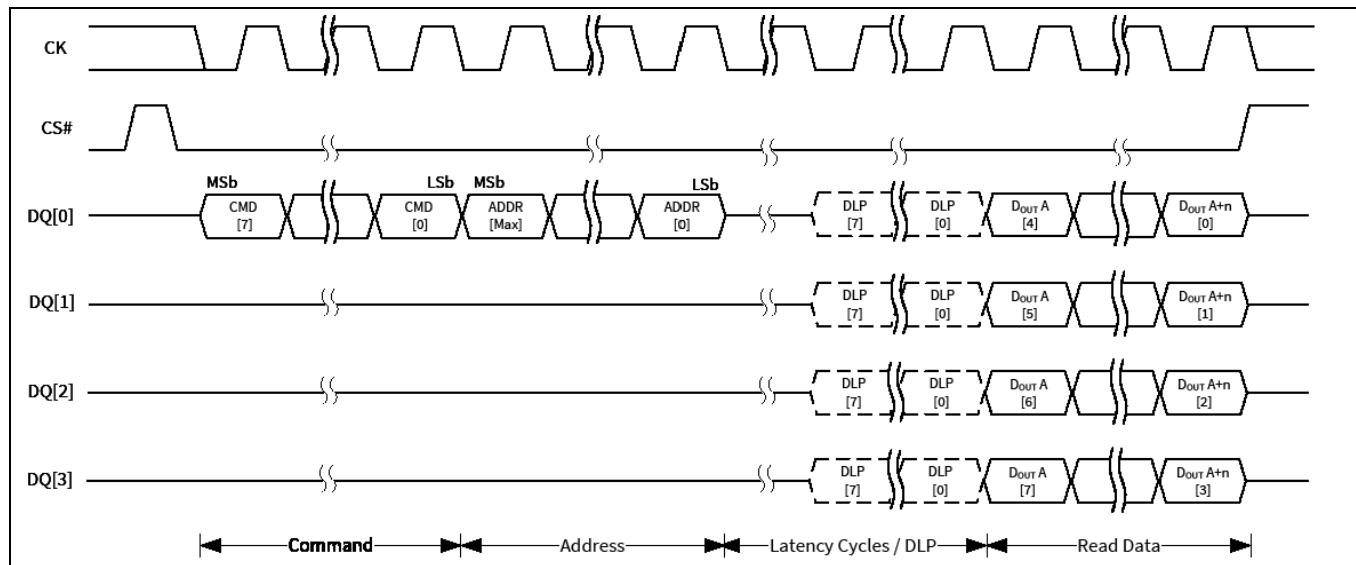 CK
CS#
MSb LSb MSb LSb
DQ[0] CMD [7] CMD [0] ADDR [Max] ADDR [0] DLP [7] DLP [0] DOUT A [4] DOUT A+n [0]
DQ[1] DLP [7] DLP [0] DOUT A [5] DOUT A+n [1]
DQ[2] DLP [7] DLP [0] DOUT A [6] DOUT A+n [2]
DQ[3] DLP [7] DLP [0] DOUT A [7] DOUT A+n [3]
Command Address Latency Cycles / DLP Read Data